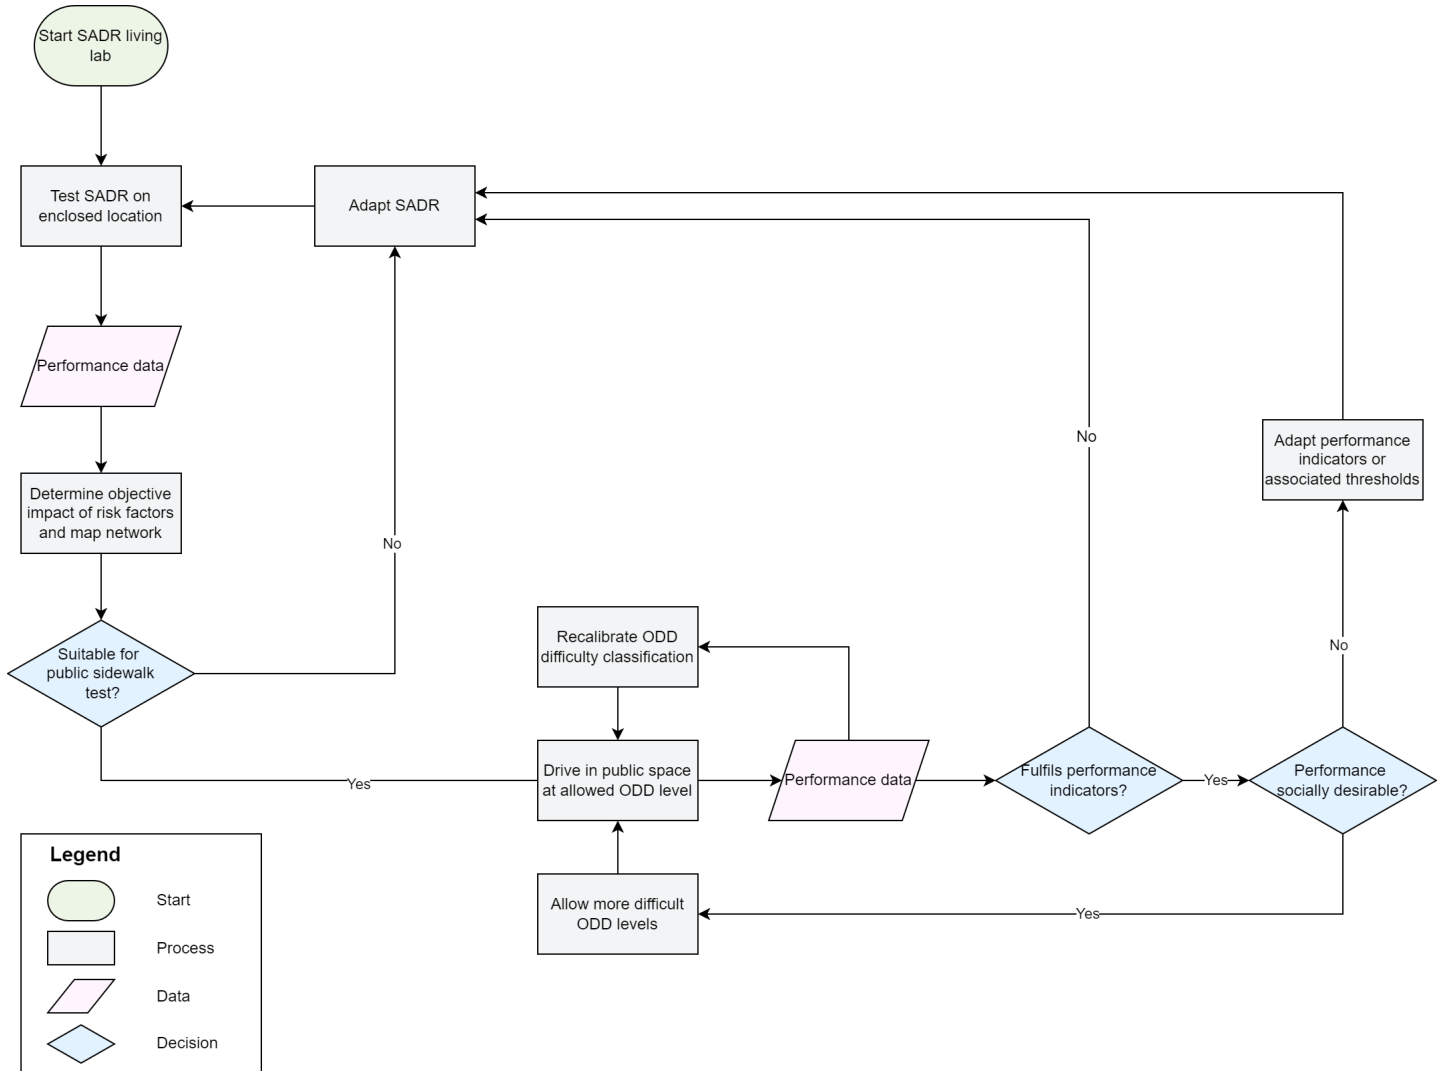 Start SADR living
lab
Test SADR on
enclosed location
Adapt SADR
Performance data
Determine objective
impact of risk factors
and map network
Suitable for
public sidewalk
test?
No
Yes
Recalibrate ODD
difficulty classification
Drive in public space
at allowed ODD level
Allow more difficult
ODD levels
Performance data
Fulfils performance
indicators?
No
Yes
Performance
socially desirable?
No
Adapt performance
indicators or
associated thresholds
Yes
Legend
Start
Process
Data
Decision